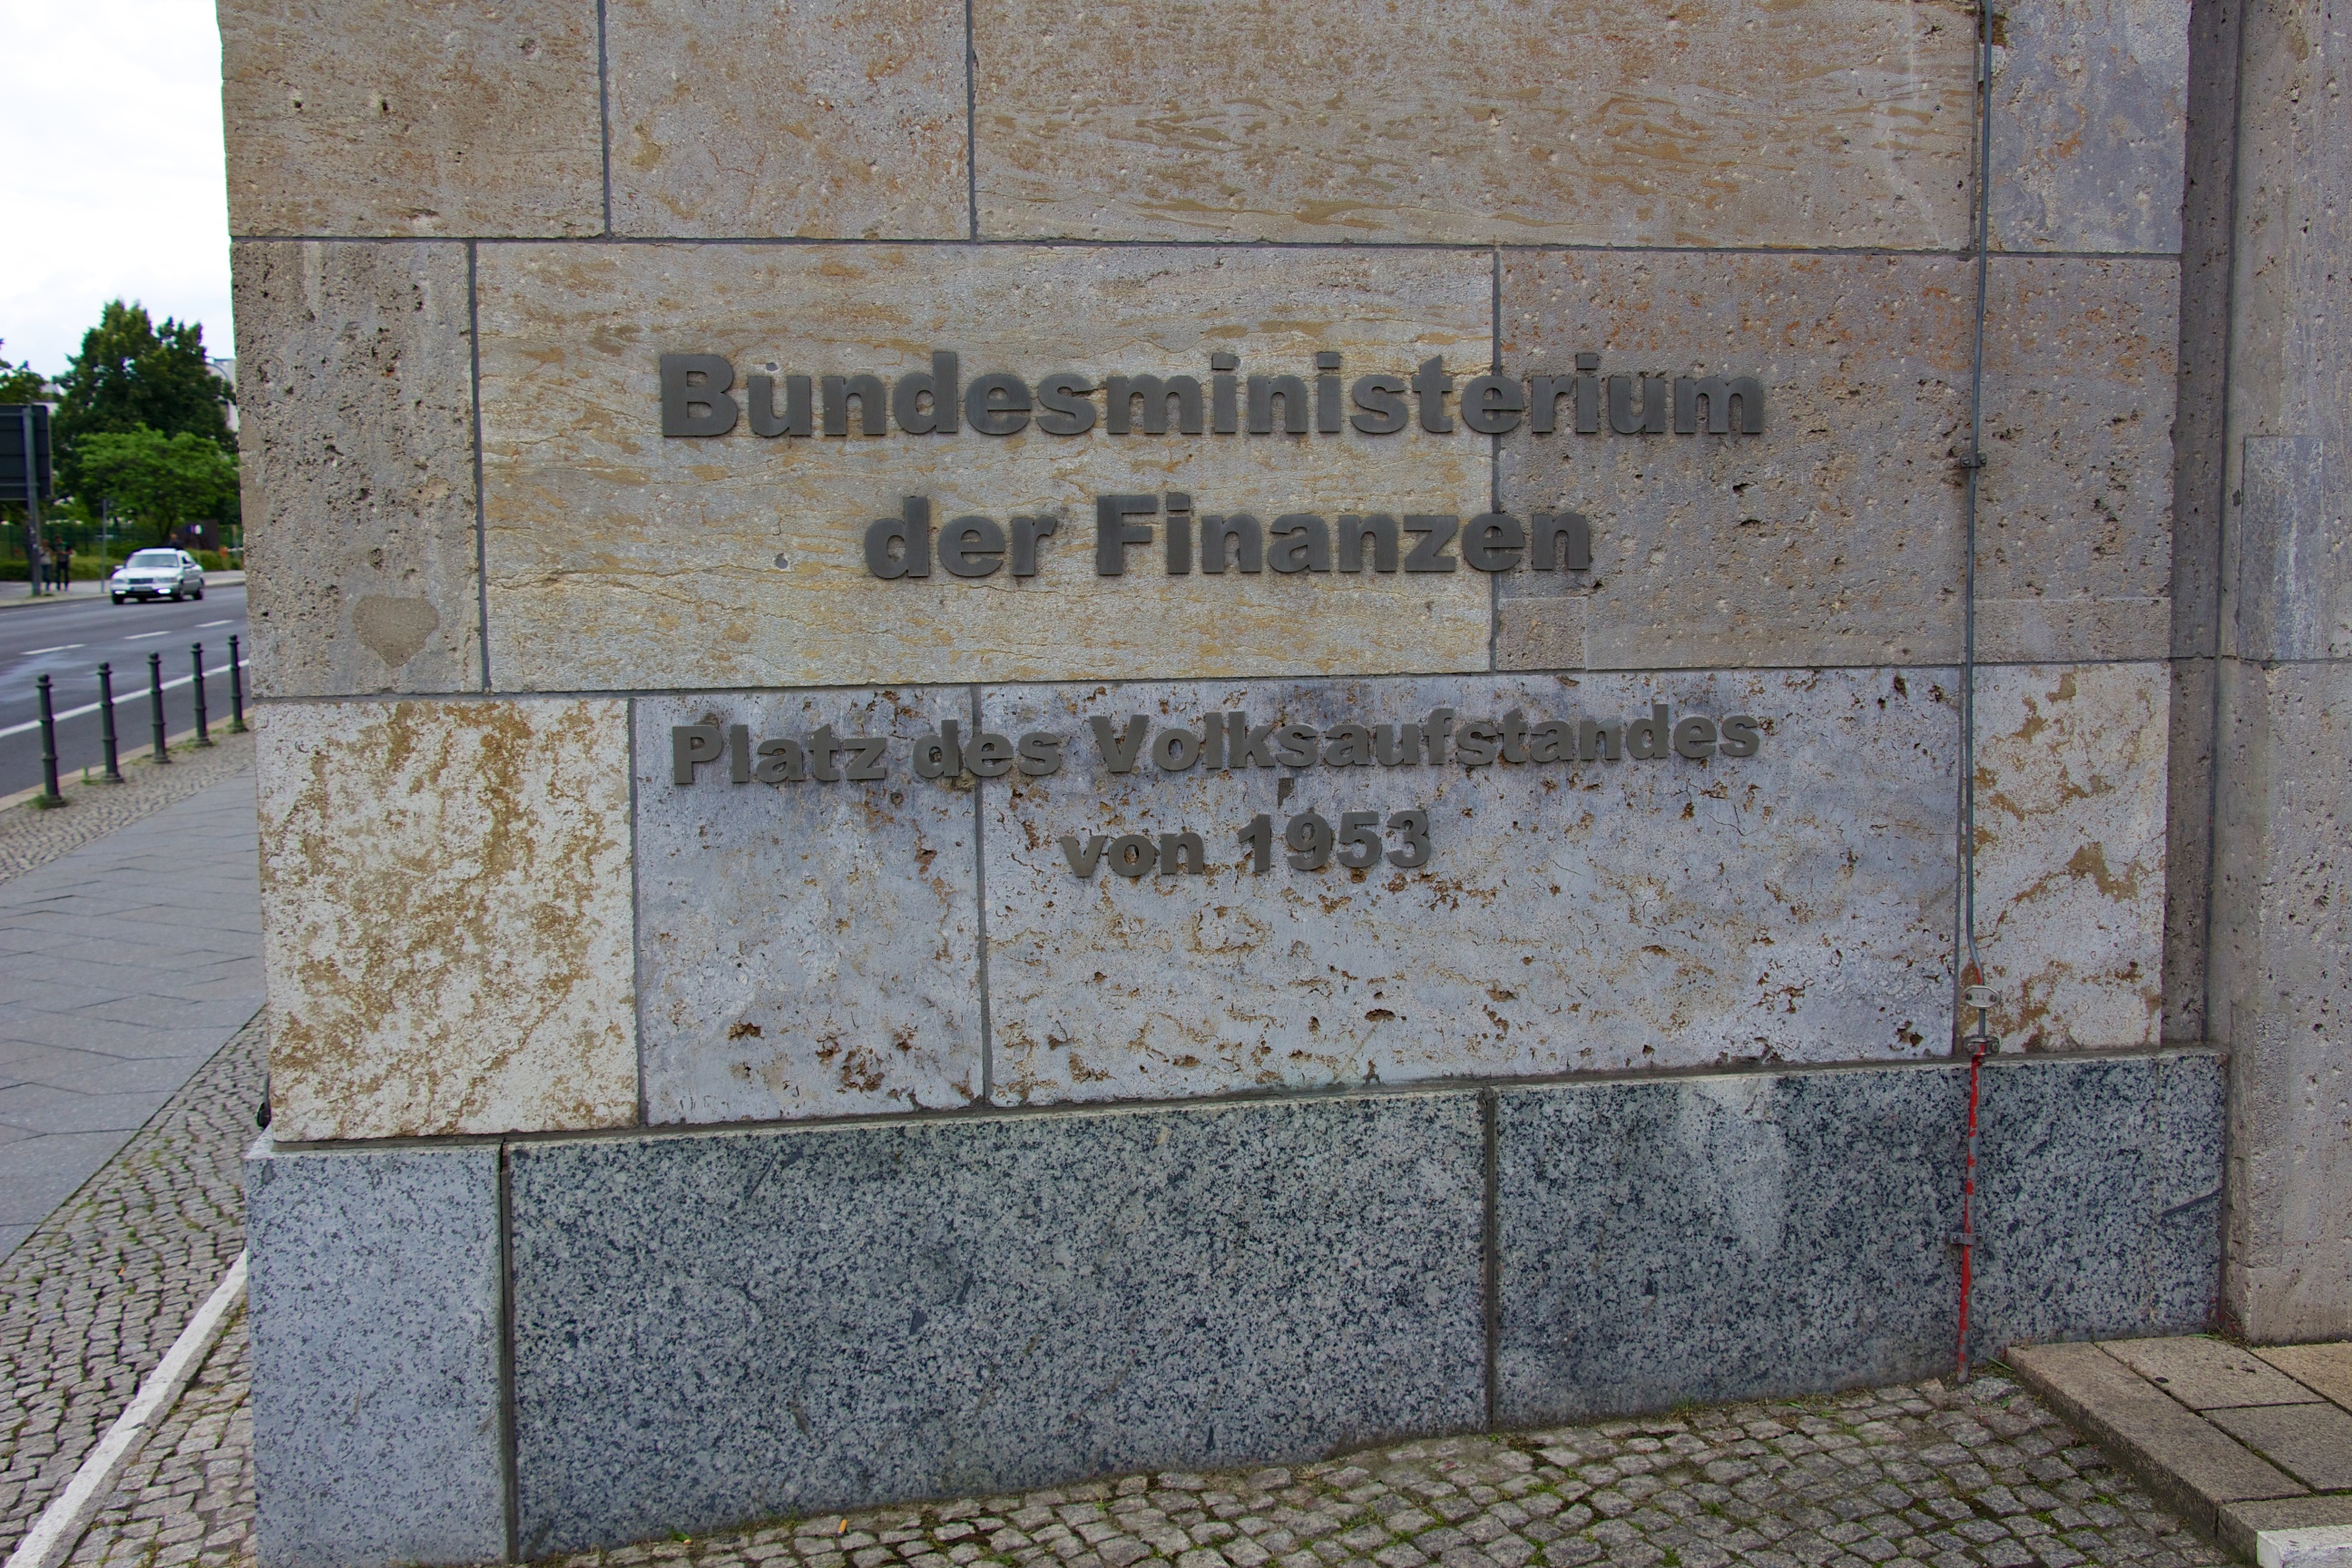 Bundesministerium
der Finanzen
Platz des Volksaufstandes
von 1953